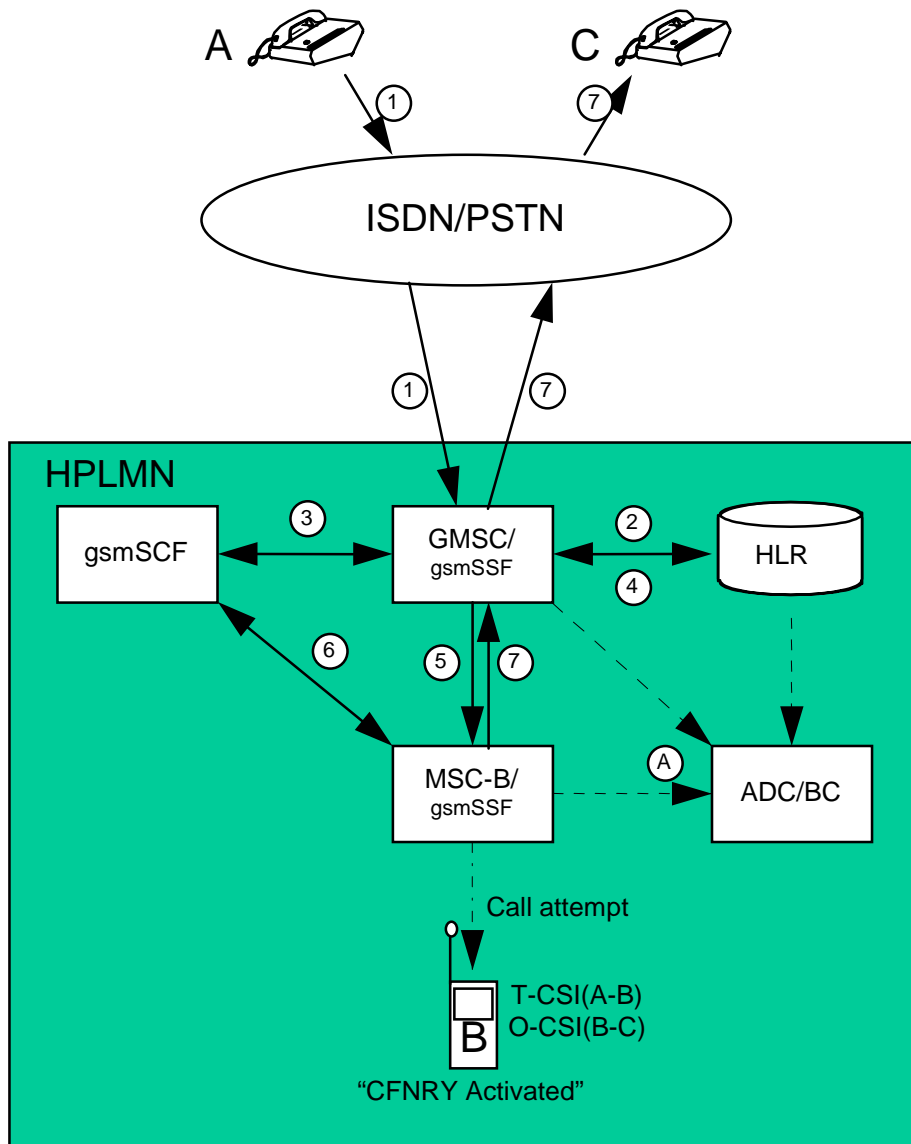 A
C
1
7
ISDN/PSTN
1
7
HPLMN
gsmSCF
3
GMSC/
gsmSSF
2
4
HLR
6
5
7
MSC-B/
gsmSSF
A
ADC/BC
Call attempt
T-CSI(A-B)
O-CSI(B-C)
B
“CFNRY Activated”